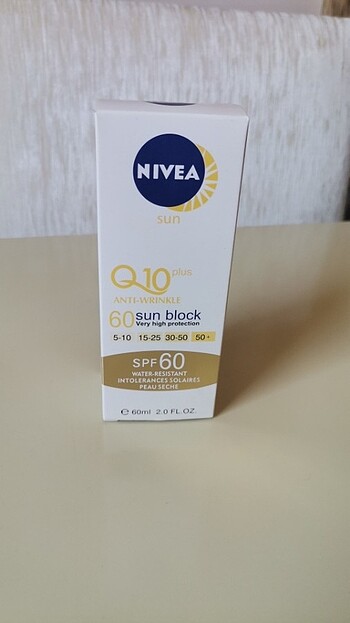 NIVEA
sun
Q10 plus
ANTI-WRINKLE
60 sun block
Very high protection
5-10 15-25 30-50 50+
SPF 60
WATER-RESISTANT
INTOLERANCES SOLAIRES
PEAU SECHE
℮ 60ml 2.0 FL.OZ.